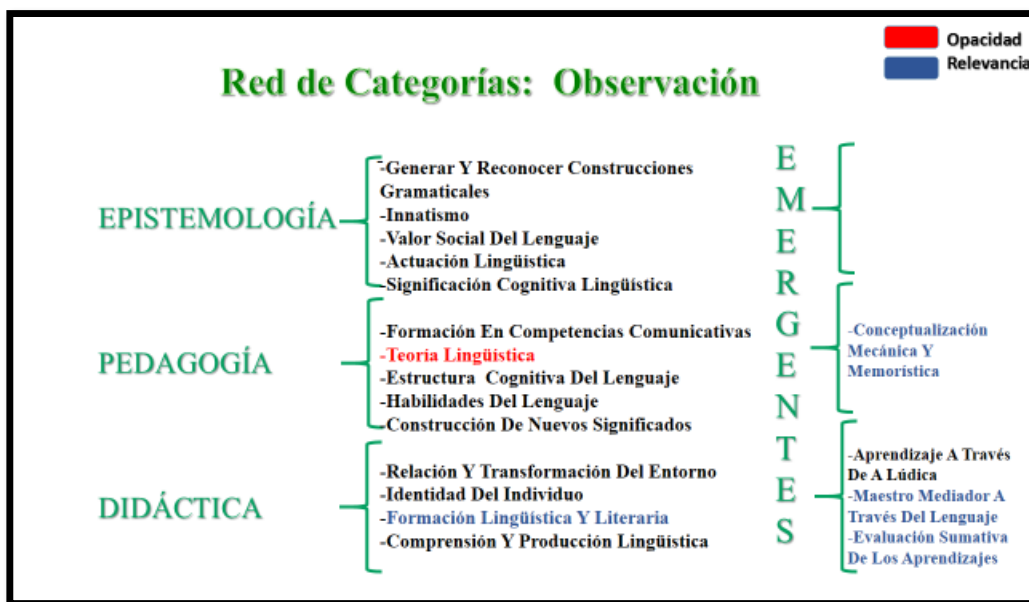 Opacidad
Relevancia
Red de Categorías: Observación
EPISTEMOLOGÍA
-Generar Y Reconocer Construcciones
Gramaticales
-Innatismo
-Valor Social Del Lenguaje
-Actuación Lingüística
-Significación Cognitiva Lingüística
PEDAGOGÍA
-Formación En Competencias Comunicativas
-Teoría Lingüística
-Estructura Cognitiva Del Lenguaje
-Habilidades Del Lenguaje
-Construcción De Nuevos Significados
DIDÁCTICA
-Relación Y Transformación Del Entorno
-Identidad Del Individuo
-Formación Lingüística Y Literaria
-Comprensión Y Producción Lingüística
EMERGENTES
-Conceptualización
Mecánica Y
Memorística
-Aprendizaje A Través
De A Lúdica
-Maestro Mediador A
Través Del Lenguaje
-Evaluación Sumativa
De Los Aprendizajes